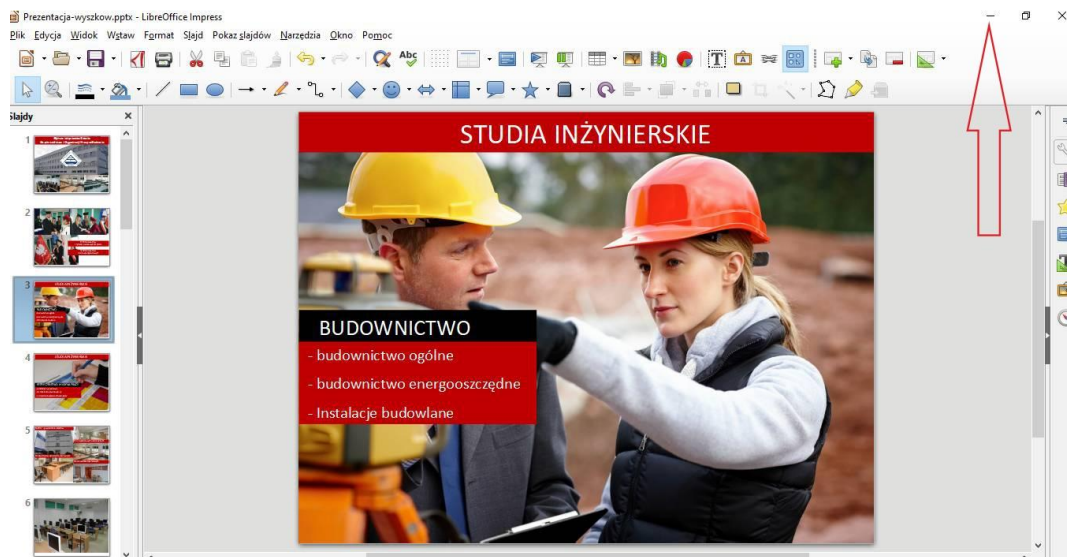 Prezentacja-wyszkow.pptx - LibreOffice Impress
Plik Edycja Widok Wstaw Format Slajd Pokaz slajdów Narzędzia Okno Pomoc
Abc
Slajdy
STUDIA INŻYNIERSKIE
BUDOWNICTWO
- budownictwo ogólne
- budownictwo energooszczędne
- Instalacje budowlane
1
2
3
4
5
6